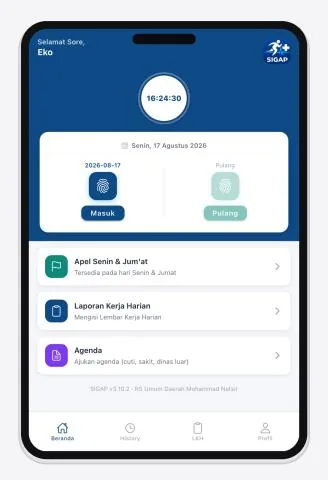 Selamat Sore,
Eko
SIGAP
16:24:30
Senin, 17 Agustus 2026
2026-08-17
Pulang
Masuk
Pulang
Apel Senin & Jum'at
Tersedia pada hari Senin & Jumat
Laporan Kerja Harian
Mengisi Lembar Kerja Harian
Agenda
Ajukan agenda (cuti, sakit, dinas luar)
SIGAP v3.10.2 · RS Umum Daerah Mohammad Natsir
Beranda
History
LKH
Profil